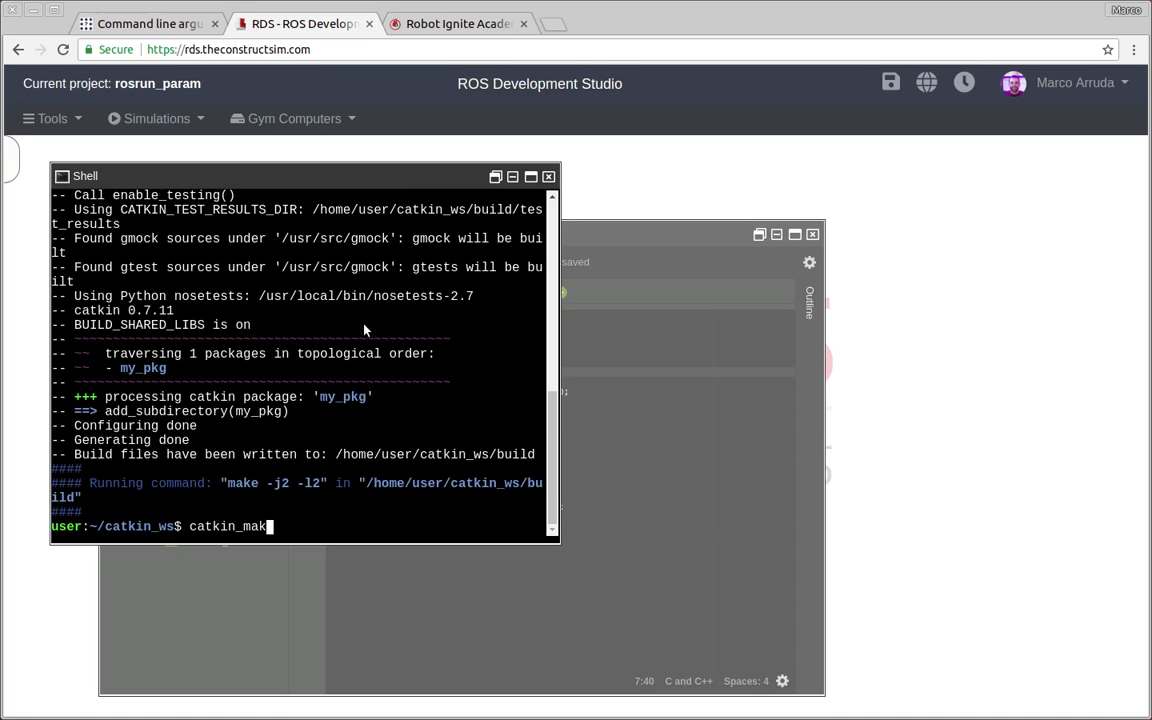 Marco
Command line argu
RDS - ROS Develop
Robot Ignite Acade
Secure
https://rds.theconstructsim.com
Current project: rosrun_param
ROS Development Studio
Marco Arruda
Tools
Simulations
Gym Computers
Shell
-- Call enable_testing()
-- Using CATKIN_TEST_RESULTS_DIR: /home/user/catkin_ws/build/tes
t_results
-- Found gmock sources under '/usr/src/gmock': gmock will be bui
lt
-- Found gtest sources under '/usr/src/gmock': gtests will be bu
ilt
-- Using Python nosetests: /usr/local/bin/nosetests-2.7
-- catkin 0.7.11
-- BUILD_SHARED_LIBS is on
-- ~~~~~~~~~~~~~~~~~~~~~~~~~~~~~~~~~~~~~~~~~~~~~~~~~
-- ~~  traversing 1 packages in topological order:
-- ~~  - my_pkg
-- ~~~~~~~~~~~~~~~~~~~~~~~~~~~~~~~~~~~~~~~~~~~~~~~~~
-- +++ processing catkin package: 'my_pkg'
-- ==> add_subdirectory(my_pkg)
-- Configuring done
-- Generating done
-- Build files have been written to: /home/user/catkin_ws/build
####
#### Running command: "make -j2 -l2" in "/home/user/catkin_ws/bu
ild"
####
user:~/catkin_ws$ catkin_mak
saved
Outline
);
;
7:40
C and C++
Spaces: 4